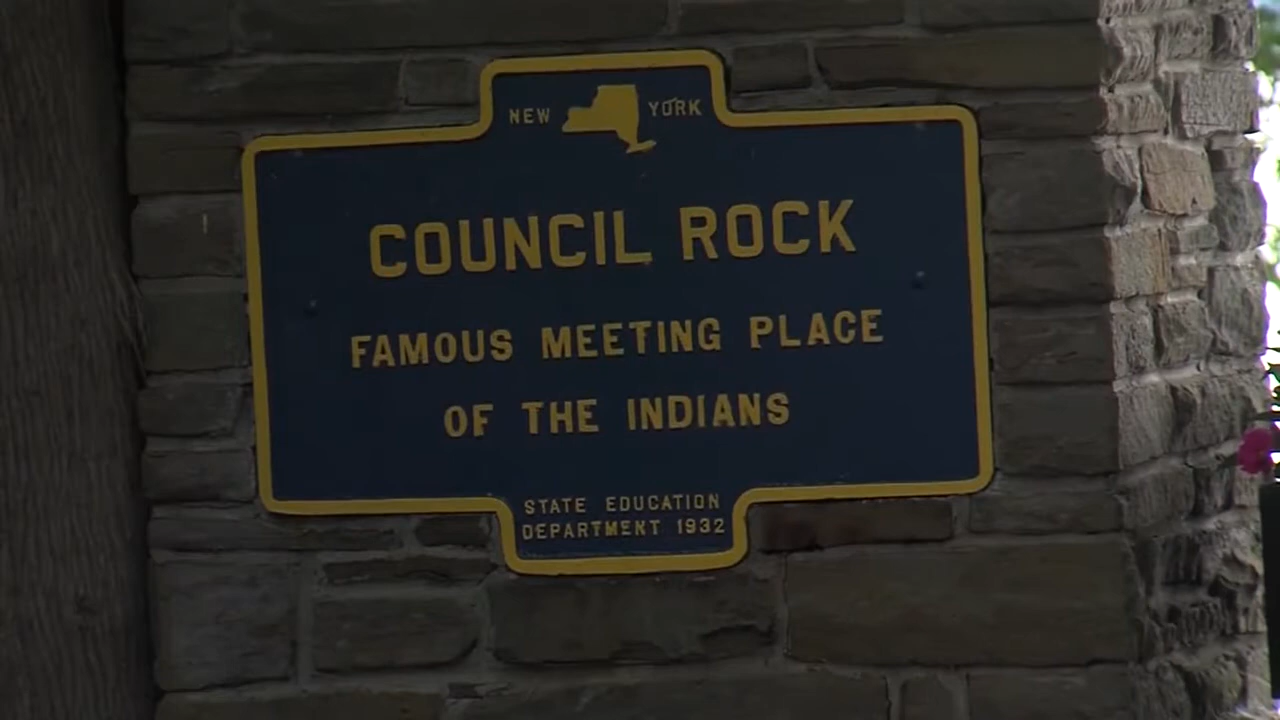 NEW YORK
COUNCIL ROCK
FAMOUS MEETING PLACE
OF THE INDIANS
STATE EDUCATION
DEPARTMENT 1932